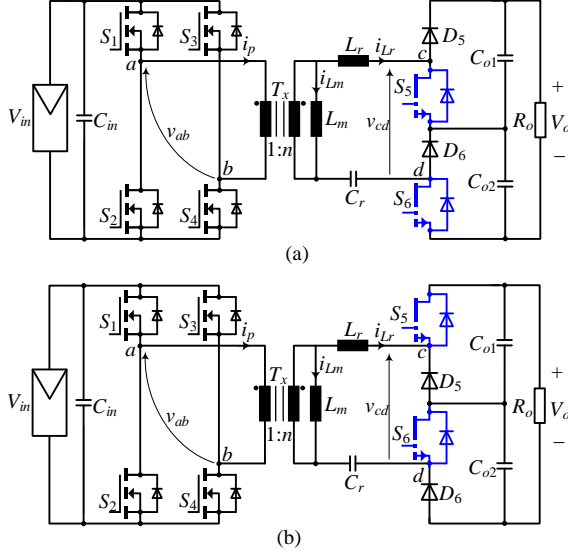 S1 S3 D5
a ip Lr iLr c Co1
S5
Vin Cin Tx iLm + 
vab Lm vcd D6 Ro Vo
1:n −
b d Co2
Cr
S2 S4 S6
(a)
S1 S3 S5
a ip Lr iLr c Co1
Vin Cin Tx iLm D5 +
vab Lm vcd Ro Vo
1:n S6 −
b d Co2
Cr
S2 S4 D6
(b)